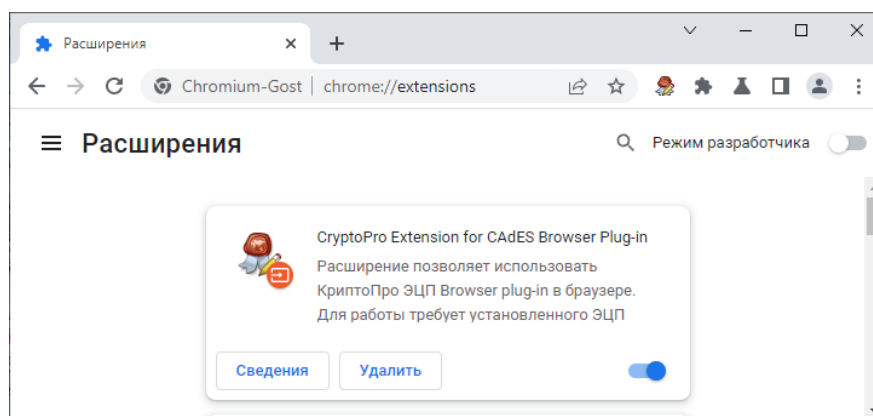 Расширения
Chromium-Gost | chrome://extensions
Расширения
Режим разработчика
CryptoPro Extension for CAdES Browser Plug-in
Расширение позволяет использовать
КриптоПро ЭЦП Browser plug-in в браузере.
Для работы требует установленного ЭЦП
Сведения
Удалить